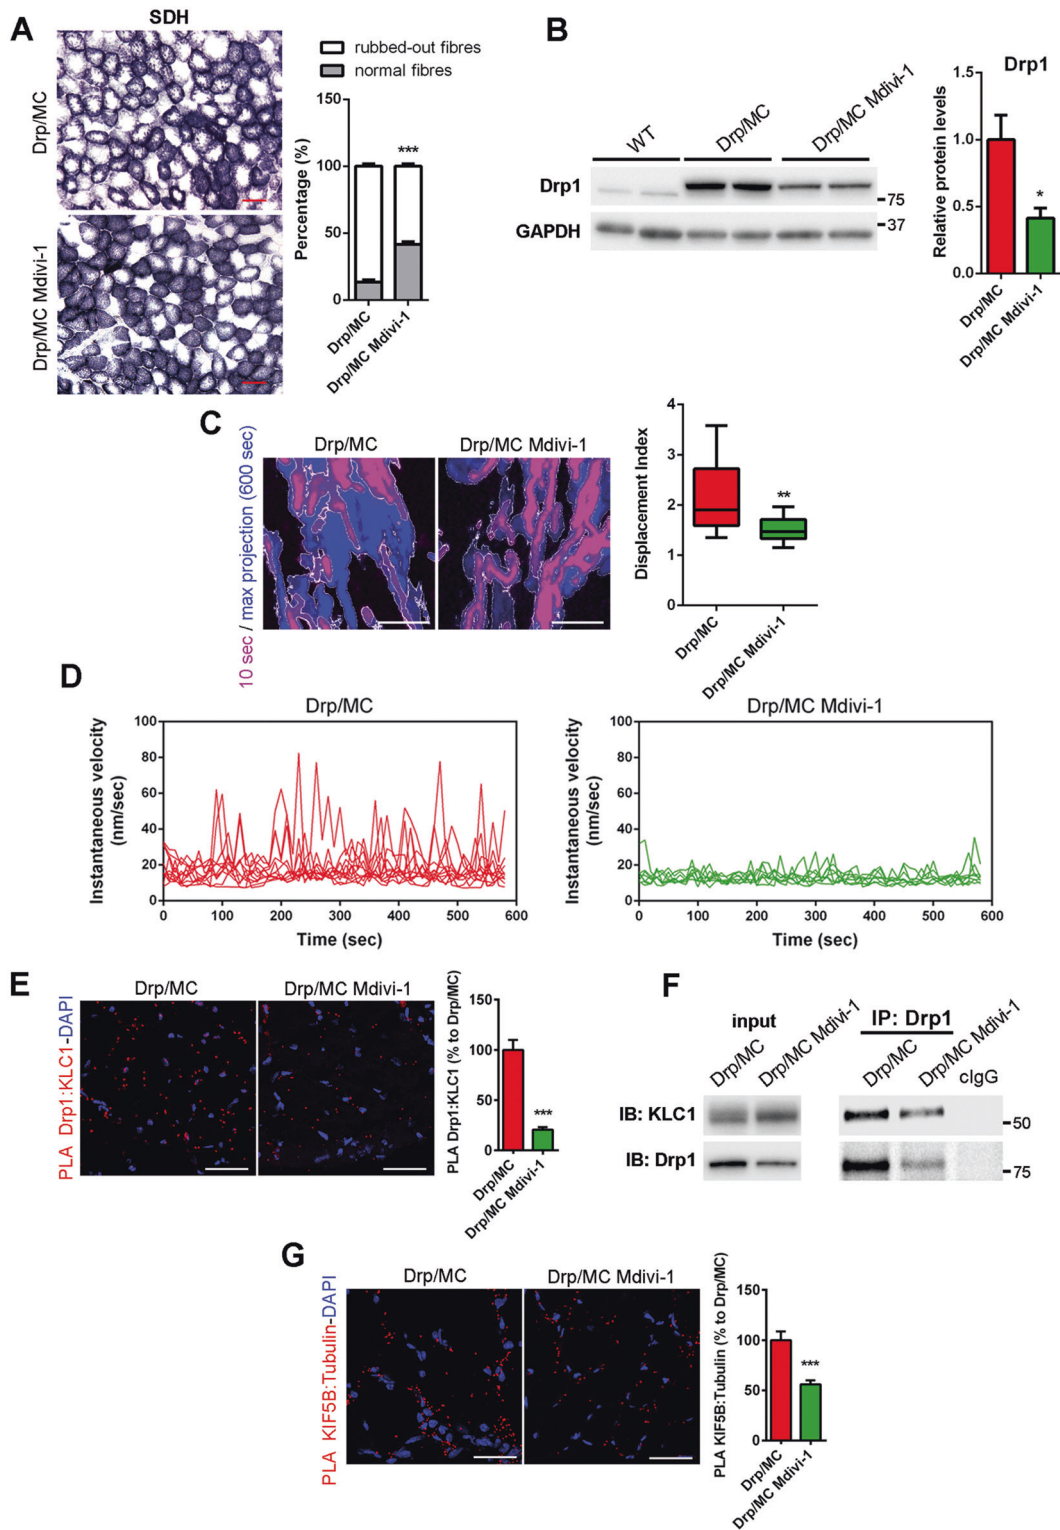 A
SDH
Drp/MC
Drp/MC Mdivi-1
rubbed-out fibres
normal fibres
Percentage (%)
150
100
50
0
***
Drp/MC
Drp/MC Mdivi-1
B
WT
Drp/MC
Drp/MC Mdivi-1
Drp1
75
GAPDH
37
Drp1
Relative protein levels
1.5
1.0
0.5
0.0
*
Drp/MC
Drp/MC Mdivi-1
C
Drp/MC
Drp/MC Mdivi-1
10 sec / max projection (600 sec)
Displacement Index
4
3
2
1
0
**
Drp/MC
Drp/MC Mdivi-1
D
Drp/MC
Instantaneous velocity
(nm/sec)
100
80
60
40
20
0
0 100 200 300 400 500 600
Time (sec)
Drp/MC Mdivi-1
Instantaneous velocity
(nm/sec)
100
80
60
40
20
0
0 100 200 300 400 500 600
Time (sec)
E
Drp/MC
Drp/MC Mdivi-1
PLA Drp1:KLC1-DAPI
PLA Drp1:KLC1 (% to Drp/MC)
150
100
50
0
***
Drp/MC
Drp/MC Mdivi-1
F
input
Drp/MC
Drp/MC Mdivi-1
IP: Drp1
Drp/MC
Drp/MC Mdivi-1
cIgG
IB: KLC1
50
IB: Drp1
75
G
Drp/MC
Drp/MC Mdivi-1
PLA KIF5B:Tubulin-DAPI
PLA KIF5B:Tubulin (% to Drp/MC)
150
100
50
0
***
Drp/MC
Drp/MC Mdivi-1